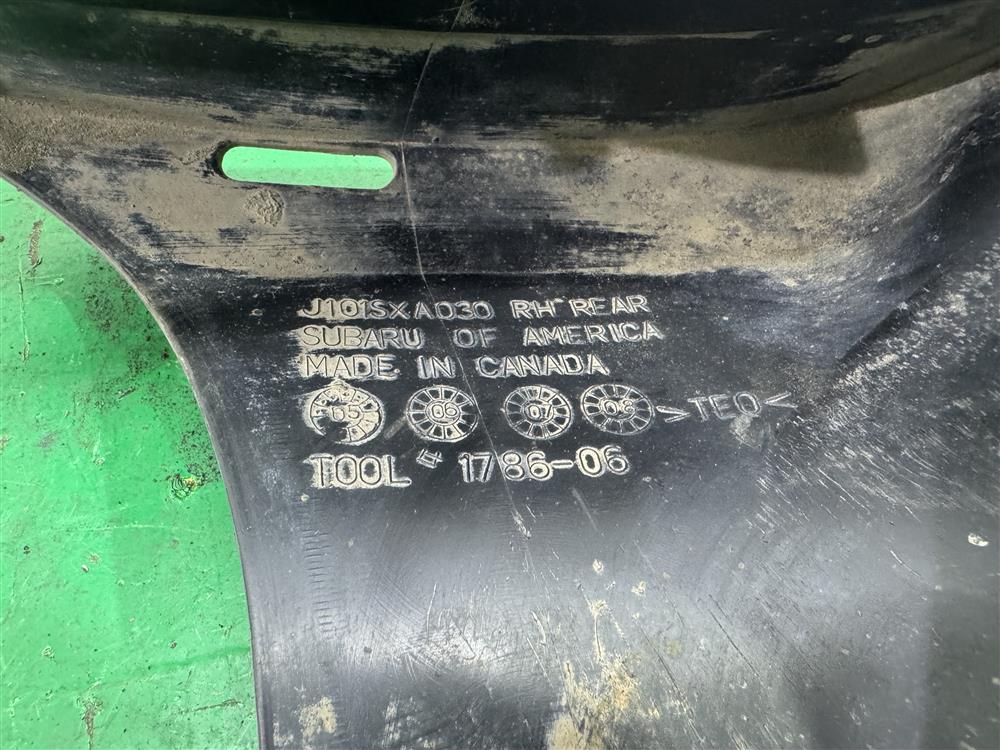 J101SXA030 RH REAR
SUBARU OF AMERICA
MADE IN CANADA
05 06 07 08 >TEO<
TOOL # 1786-06